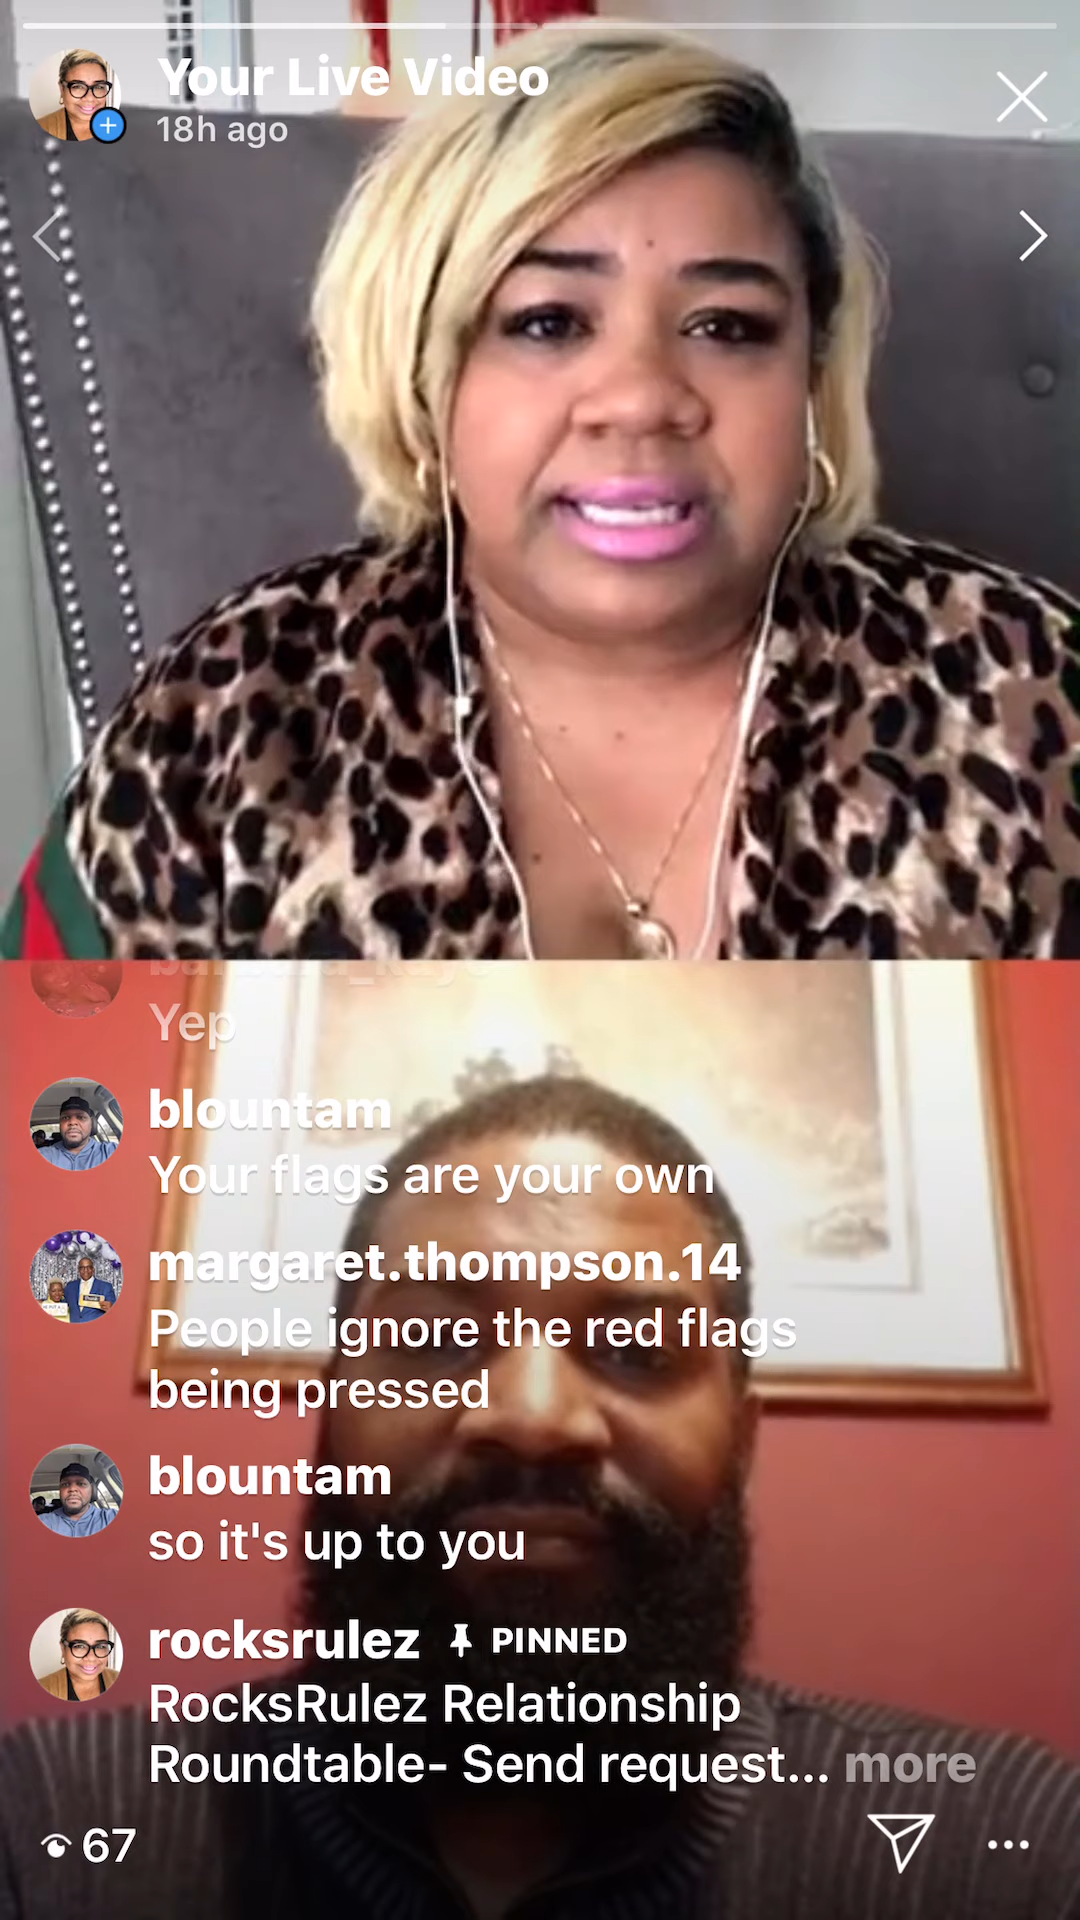 Your Live Video
18h ago
Yep
blountam
Your flags are your own
margaret.thompson.14
People ignore the red flags
being pressed
blountam
so it's up to you
rocksrulez PINNED
RocksRulez Relationship
Roundtable- Send request... more
67